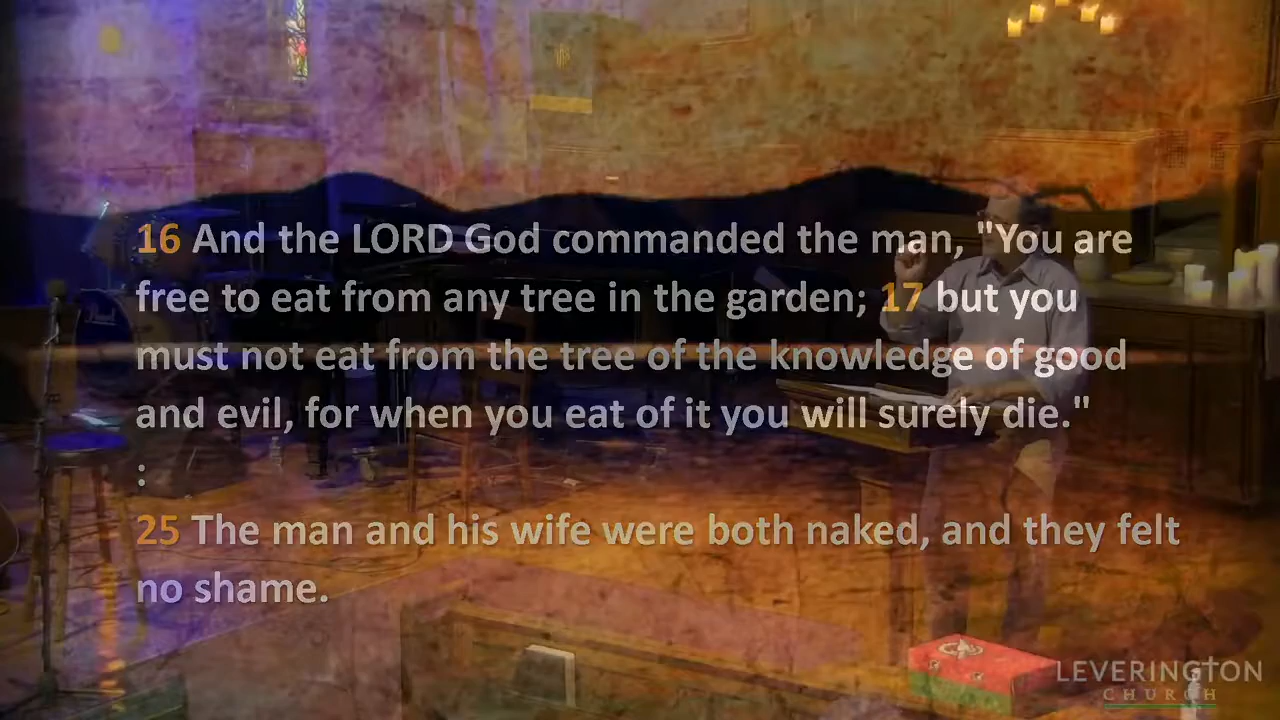 16 And the LORD God commanded the man, "You are
free to eat from any tree in the garden; 17 but you
must not eat from the tree of the knowledge of good
and evil, for when you eat of it you will surely die."
:
25 The man and his wife were both naked, and they felt
no shame.
LEVERINGTON
CHURCH